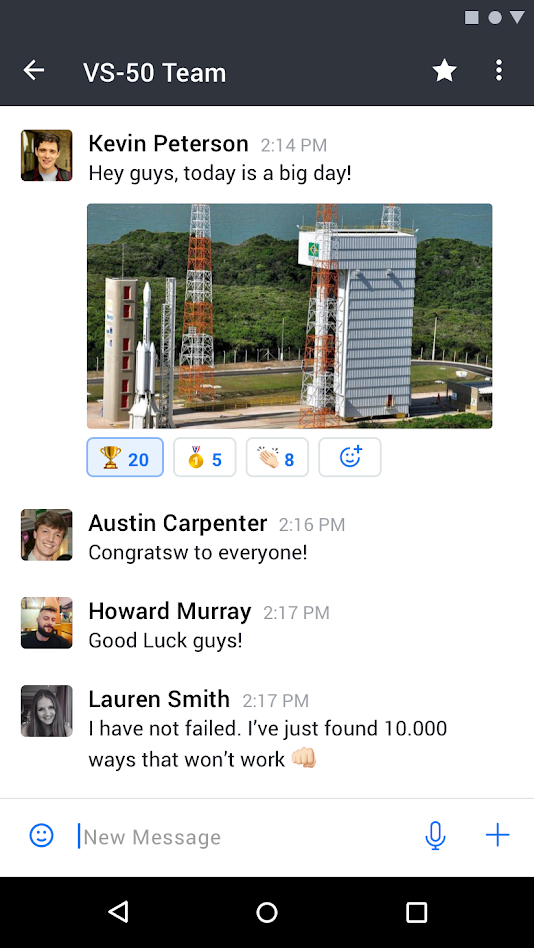 VS-50 Team
Kevin Peterson 2:14 PM
Hey guys, today is a big day!
20 5 8
Austin Carpenter 2:16 PM
Congratsw to everyone!
Howard Murray 2:17 PM
Good Luck guys!
Lauren Smith 2:17 PM
I have not failed. I’ve just found 10.000
ways that won’t work
New Message